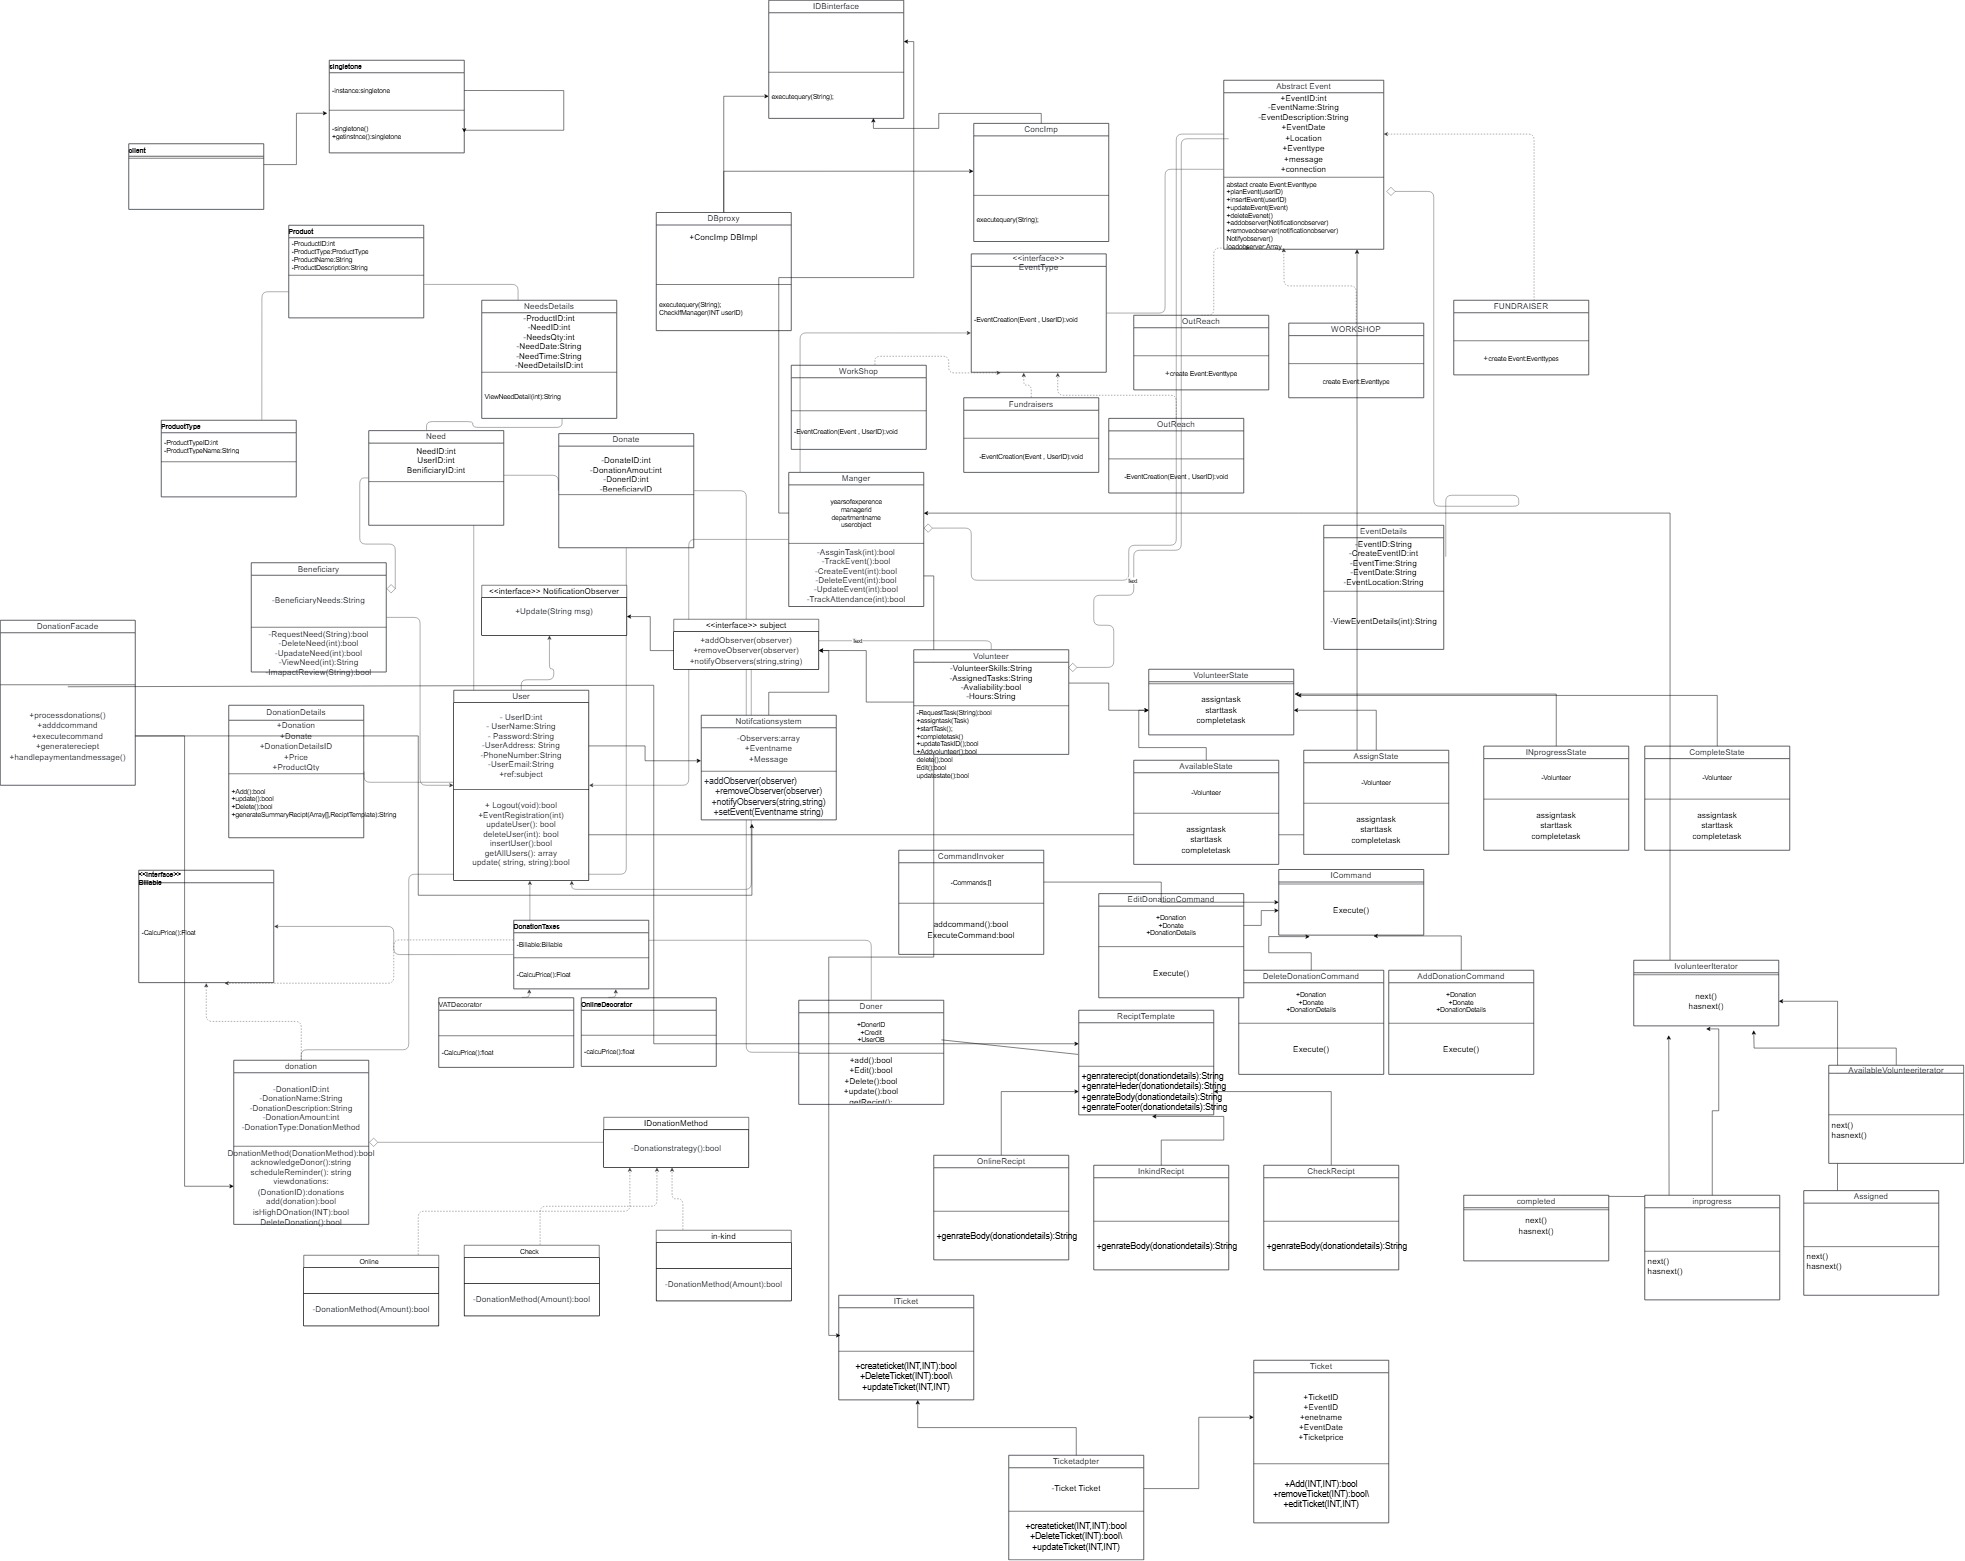 IDBinterface
executequery(String);
singletone
-instance:singletone
-singletone()
+getinstnce():singletone
client
ConcImp
executequery(String);
DBproxy
+ConcImp DBImpl
executequery(String);
CheckIfManager(INT userID)
Abstract Event
+EventID:int
-EventName:String
-EventDescription:String
+EventDate
+Location
+Eventtype
+message
+connection
abstact create Event:Eventtype
+planEvent(userID)
+insertEvent(userID)
+updateEvent(Event)
+deleteEvenet()
+addobserver(Notificationobserver)
+removeobserver(notificationobserver)
Notifyobserver()
loadobserver:Array
Product
-ProuductID:int
-ProductType:ProductType
-ProductName:String
-ProductDescription:String
NeedsDetails
-ProductID:int
-NeedID:int
-NeedsQty:int
-NeedDate:String
-NeedTime:String
-NeedDetailsID:int
ViewNeedDetail(int):String
<<interface>>
EventType
-EventCreation(Event , UserID):void
OutReach
+create Event:Eventtype
WORKSHOP
create Event:Eventtype
FUNDRAISER
+create Event:Eventtypes
WorkShop
-EventCreation(Event , UserID):void
Fundraisers
-EventCreation(Event , UserID):void
OutReach
-EventCreation(Event , UserID):void
ProductType
-ProductTypeID:int
-ProductTypeName:String
Need
NeedID:int
UserID:int
BenificiaryID:int
Donate
-DonateID:int
-DonationAmout:int
-DonerID:int
-BeneficiaryID
Manger
yearsofexperence
managerid
departmentname
userobject
-AssginTask(int):bool
-TrackEvent():bool
-CreateEvent(int):bool
-DeleteEvent(int):bool
-UpdateEvent(int):bool
-TrackAttendance(int):bool
EventDetails
-EventID:String
-CreateEventID:int
-EventTime:String
-EventDate:String
-EventLocation:String
-ViewEventDetails(int):String
Beneficiary
-BeneficiaryNeeds:String
-RequestNeed(String):bool
-DeleteNeed(int):bool
-UpadateNeed(int):bool
-ViewNeed(int):String
-ImapactReview(String):bool
<<interface>> NotificationObserver
+Update(String msg)
Text
<<interface>> subject
+addObserver(observer)
+removeObserver(observer)
+notifyObservers(string,string)
Text
DonationFacade
+processdonations()
+adddcommand()
+executecommand()
+generatereciept()
+handlepaymentandmessage()
Volunteer
-VolunteerSkills:String
-AssignedTasks:String
-Avaliability:bool
-Hours:String
-RequestTask(String):bool
+assigntask(Task)
+startTask();
+completetask()
+updateTaskID():bool
+Addvolunteer():bool
delete():bool
Edit():bool
updatestate():bool
VolunteerState
assigntask
starttask
completetask
DonationDetails
+Donation
+Donate
+DonationDetailsID
+Price
+ProductQty
+Add():bool
+update():bool
+Delete():bool
+generateSummaryRecipt(Array[],ReciptTemplate):String
User
- UserID:int
- UserName:String
- Password:String
-UserAddress: String
-PhoneNumber:String
-UserEmail:String
+ref:subject
+ Logout(void):bool
+EventRegistration(int)
updateUser(): bool
deleteUser(int): bool
insertUser():bool
getAllUsers(): array
update( string, string):bool
Notifcationsystem
-Observers:array
+Eventname
+Message
+addObserver(observer)
+removeObserver(observer)
+notifyObservers(string,string)
+setEvent(Eventname string)
AvailableState
-Volunteer
assigntask
starttask
completetask
AssignState
-Volunteer
assigntask
starttask
completetask
INprogressState
-Volunteer
assigntask
starttask
completetask
CompleteState
-Volunteer
assigntask
starttask
completetask
<<interface>>
Billable
-CalcuPrice():Float
CommandInvoker
-Commands:[]
addcommand():bool
ExecuteCommand:bool
ICommand
Execute()
EditDonationCommand
+Donation
+Donate
+DonationDetails
Execute()
DonationTaxes
-Billable:Billable
-CalcuPrice():Float
VATDecorator
-CalcuPrice():float
OnlineDecorator
-calcuPrice():float
DeleteDonationCommand
+Donation
+Donate
+DonationDetails
Execute()
AddDonationCommand
+Donation
+Donate
+DonationDetails
Execute()
IvolunteerIterator
next()
hasnext()
Doner
+DonerID
+Credit
+UserOB
+add():bool
+Edit():bool
+Delete():bool
+update():bool
getRecipt():
ReciptTemplate
+genraterecipt(donationdetails):String
+genrateHeder(donationdetails):String
+genrateBody(donationdetails):String
+genrateFooter(donationdetails):String
donation
-DonationID:int
-DonationName:String
-DonationDescription:String
-DonationAmount:int
-DonationType:DonationMethod
DonationMethod(DonationMethod):bool
acknowledgeDonor():string
scheduleReminder(): string
viewdonations:
(DonationID):donations
add(donation):bool
isHighDOnation(INT):bool
DeleteDonation():bool
AvailableVolunteeriterator
next()
hasnext()
IDonationMethod
-Donationstrategy():bool
OnlineRecipt
+genrateBody(donationdetails):String
InkindRecipt
+genrateBody(donationdetails):String
CheckRecipt
+genrateBody(donationdetails):String
completed
next()
hasnext()
inprogress
next()
hasnext()
Assigned
next()
hasnext()
Online
-DonationMethod(Amount):bool
Check
-DonationMethod(Amount):bool
in-kind
-DonationMethod(Amount):bool
ITicket
+createticket(INT,INT):bool
+DeleteTicket(INT):bool\
+updateTicket(INT,INT)
Ticket
+TicketID
+EventID
+enetname
+EventDate
+Ticketprice
+Add(INT,INT):bool
+removeTicket(INT):bool\
+editTicket(INT,INT)
Ticketadpter
-Ticket Ticket
+createticket(INT,INT):bool
+DeleteTicket(INT):bool\
+updateTicket(INT,INT)